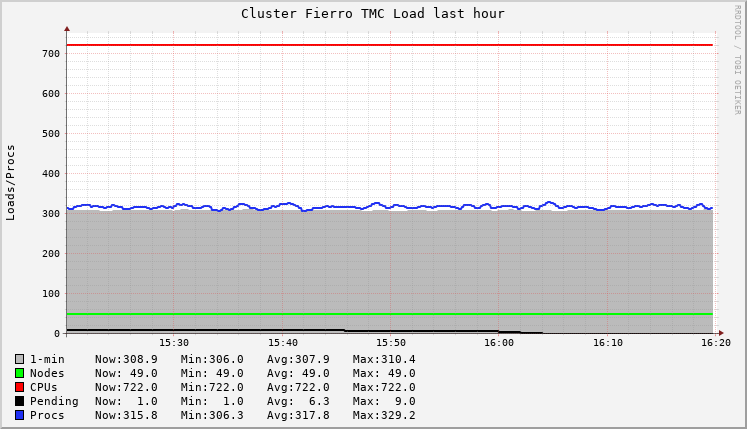 Cluster Fierro TMC Load last hour
RRDTOOL / TOBI OETIKER
Loads/Procs
700
600
500
400
300
200
100
0
15:30 15:40 15:50 16:00 16:10 16:20
1-min Now:308.9 Min:306.0 Avg:307.9 Max:310.4
Nodes Now: 49.0 Min: 49.0 Avg: 49.0 Max: 49.0
CPUs Now:722.0 Min:722.0 Avg:722.0 Max:722.0
Pending Now: 1.0 Min: 1.0 Avg: 6.3 Max: 9.0
Procs Now:315.8 Min:306.3 Avg:317.8 Max:329.2